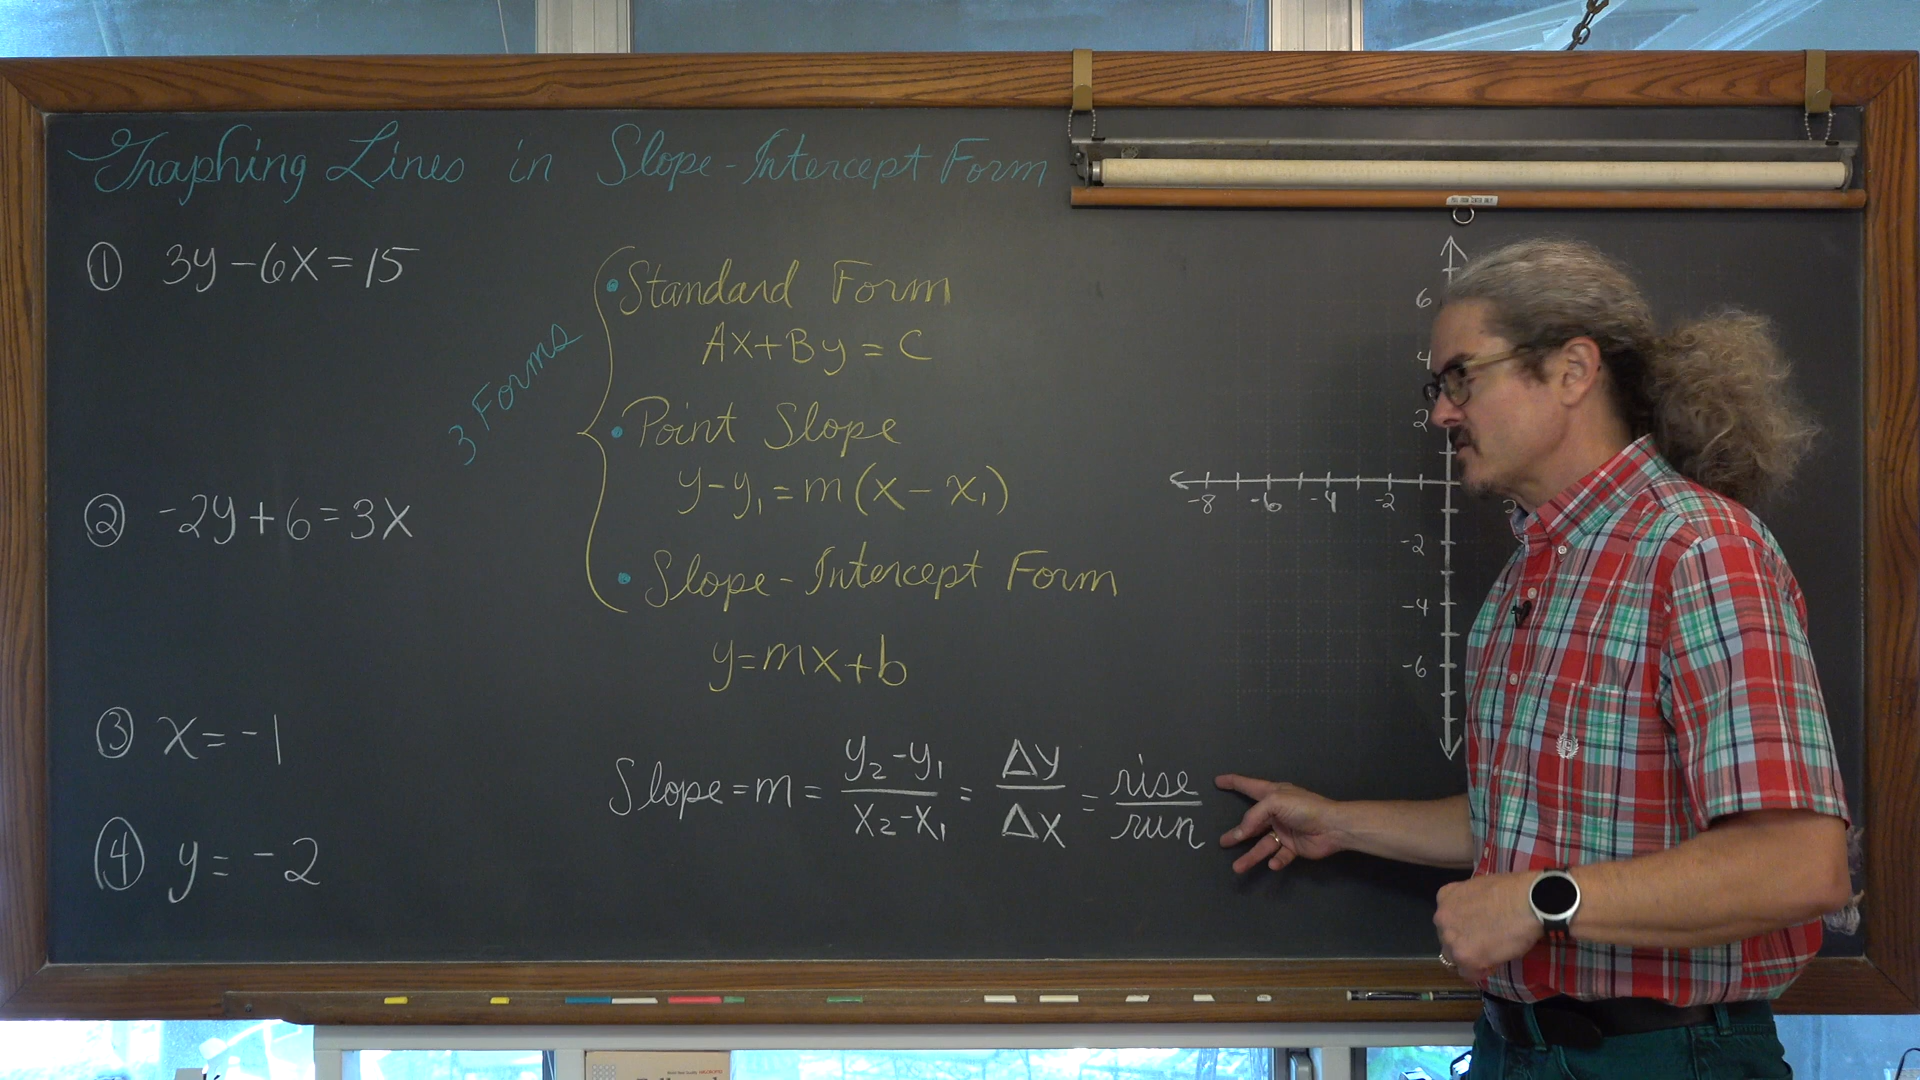 Graphing Lines in Slope-Intercept Form
① 3y-6x=15
② -2y+6=3x
③ x=-1
④ y=-2
3 Forms
• Standard Form
Ax+By=C
• Point Slope
y-y₁=m(x-x₁)
• Slope-Intercept Form
y=mx+b
Slope=m= y₂-y₁/x₂-x₁ = Δy/Δx = rise/run
6
4
2
-8 -6 -4 -2
-2
-4
-6